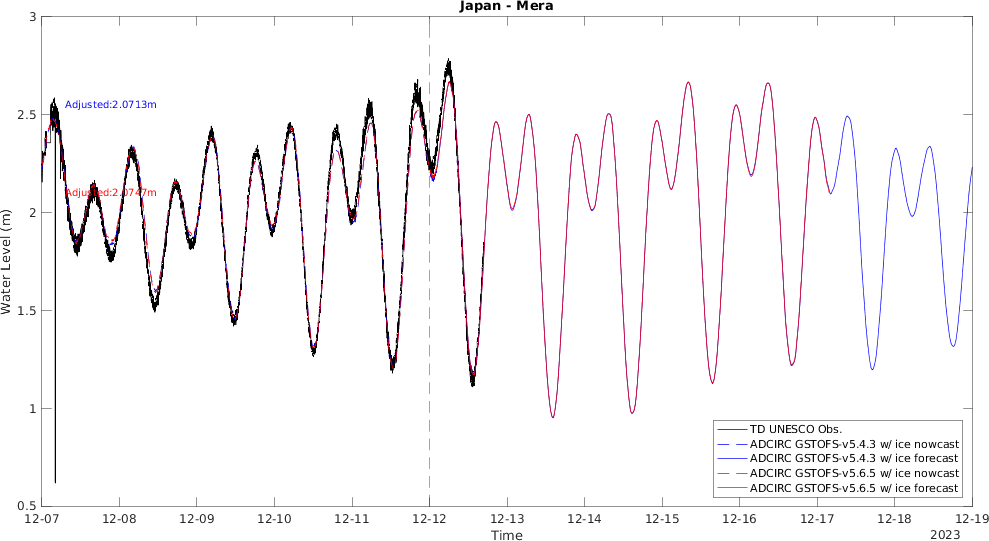 Japan - Mera
3
2.5
2
1.5
1
0.5
Water Level (m)
Adjusted:2.0713m
Adjusted:2.0747m
TD UNESCO Obs.
ADCIRC GSTOFS-v5.4.3 w/ ice nowcast
ADCIRC GSTOFS-v5.4.3 w/ ice forecast
ADCIRC GSTOFS-v5.6.5 w/ ice nowcast
ADCIRC GSTOFS-v5.6.5 w/ ice forecast
12-07 12-08 12-09 12-10 12-11 12-12 12-13 12-14 12-15 12-16 12-17 12-18 12-19
Time
2023